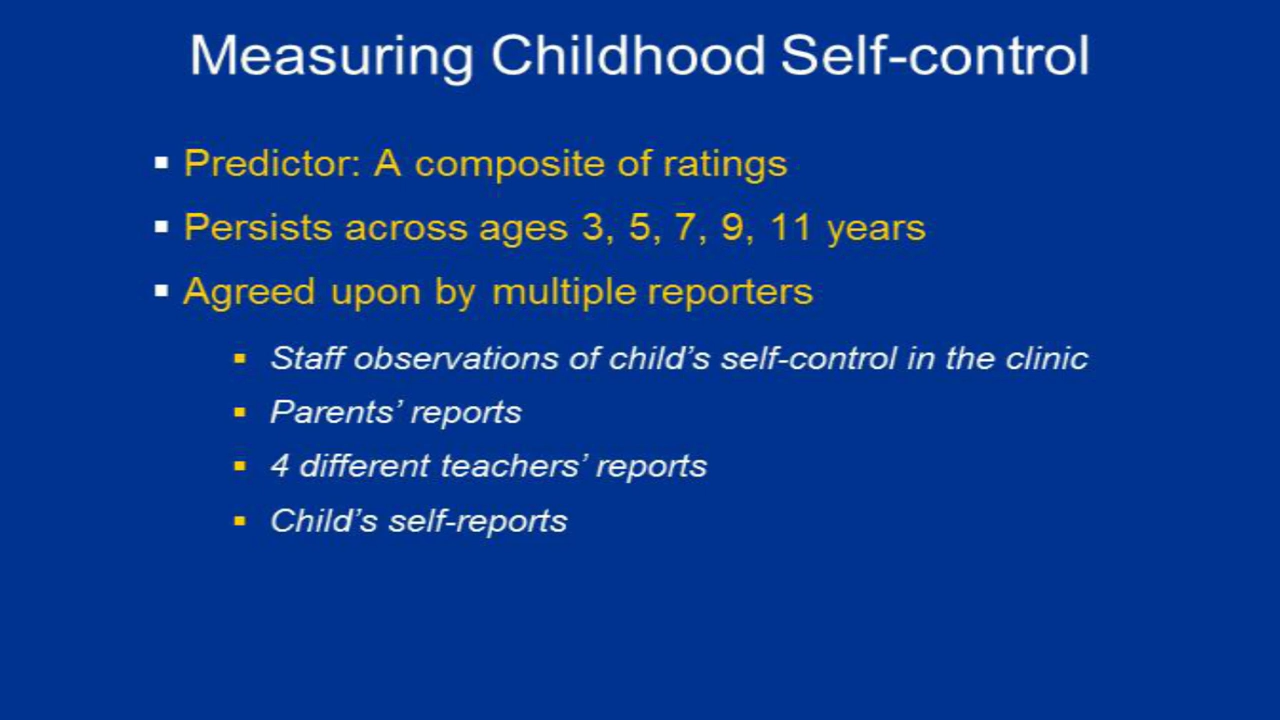 Measuring Childhood Self-control
Predictor: A composite of ratings
Persists across ages 3, 5, 7, 9, 11 years
Agreed upon by multiple reporters
Staff observations of child’s self-control in the clinic
Parents’ reports
4 different teachers’ reports
Child’s self-reports